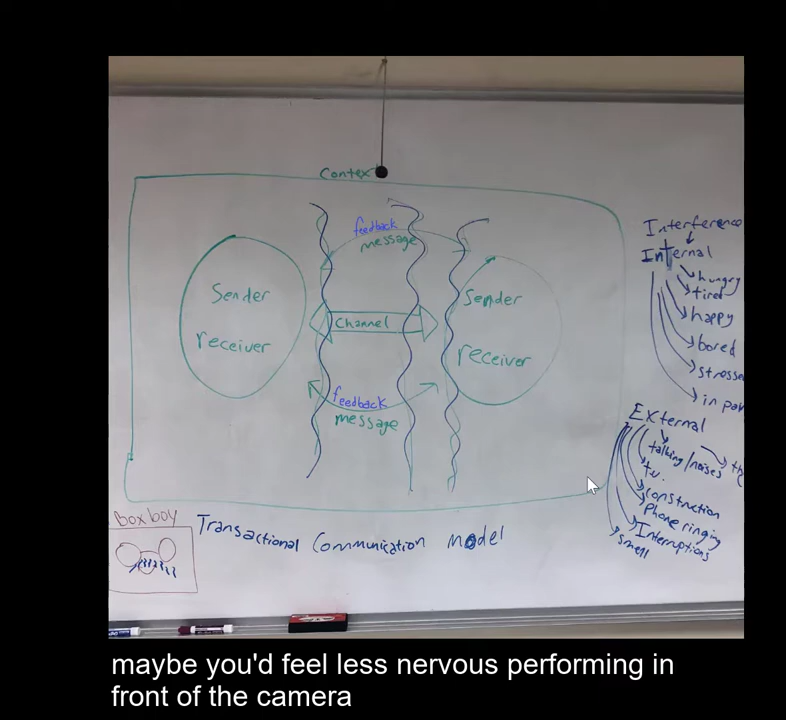 Context
feedback
message
Sender
receiver
Channel
Sender
receiver
feedback
message
Interference
Internal
hungry
tired
happy
bored
in
External
talking/noises
t.v.
construction
Phone ringing
Interruptions
smell
Box boy
Transactional Communication model
maybe you'd feel less nervous performing in
front of the camera